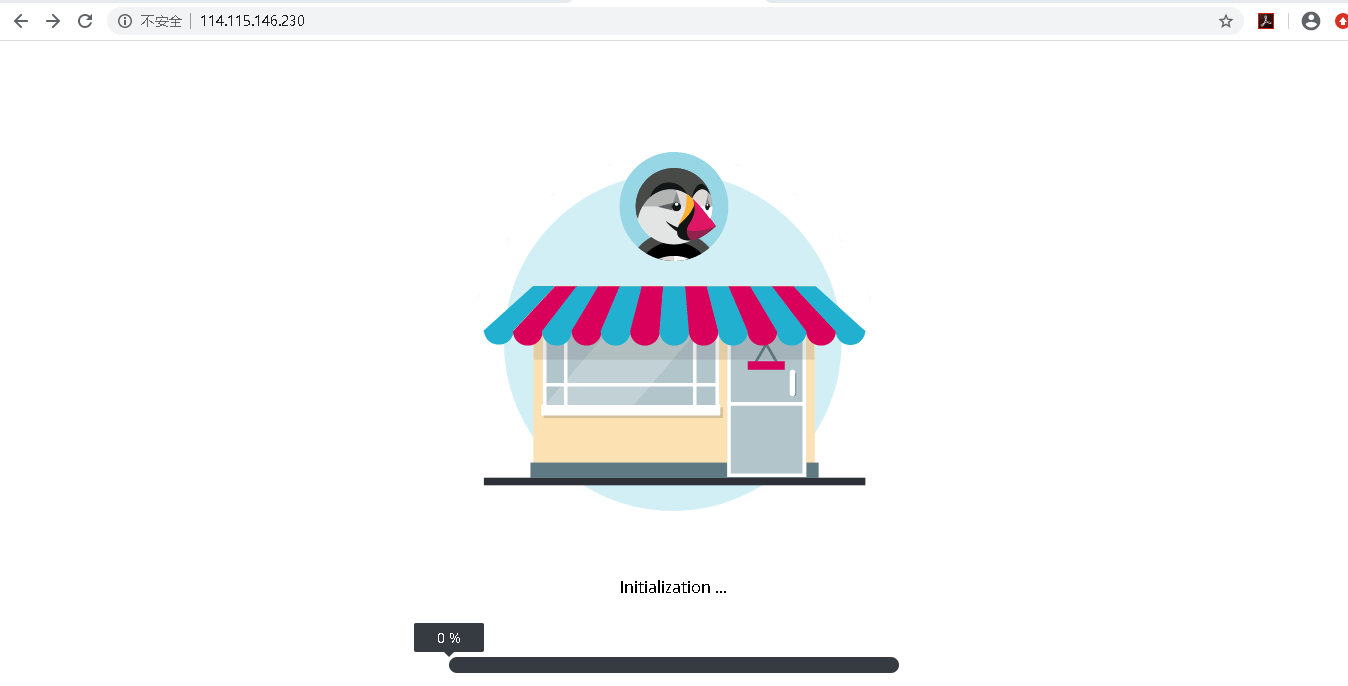 不安全 114.115.146.230
Initialization ...
0 %